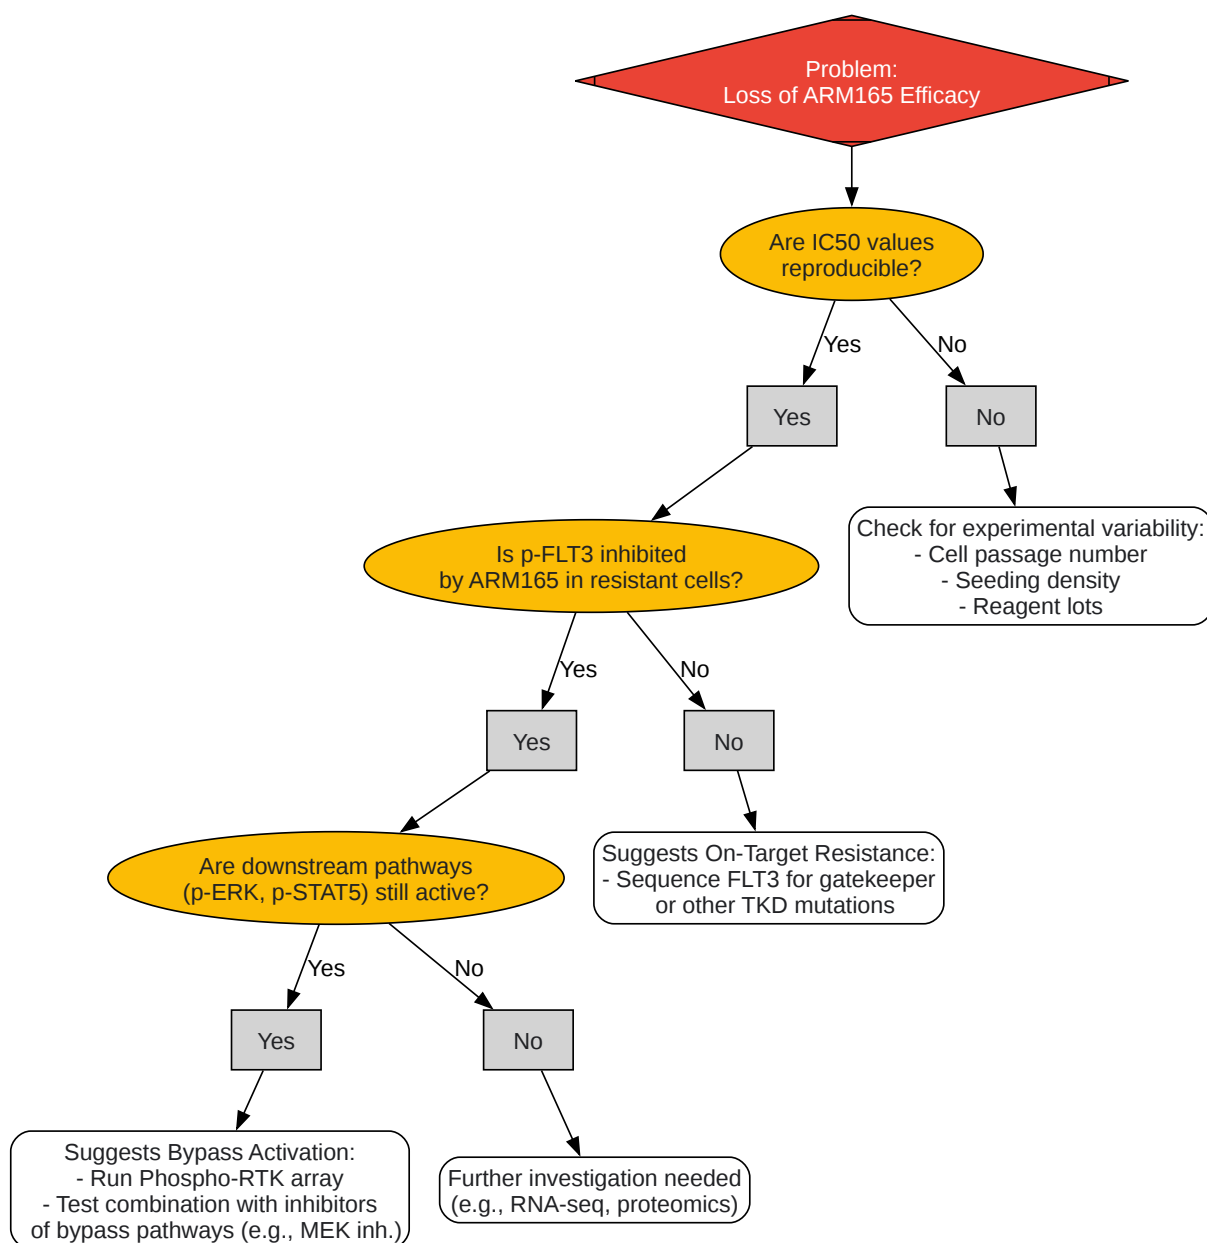 Problem:
Loss of ARM165 Efficacy
Are IC50 values
reproducible?
Yes
No
Yes
No
Check for experimental variability:
- Cell passage number
- Seeding density
- Reagent lots
Is p-FLT3 inhibited
by ARM165 in resistant cells?
Yes
No
Yes
No
Suggests On-Target Resistance:
- Sequence FLT3 for gatekeeper
or other TKD mutations
Are downstream pathways
(p-ERK, p-STAT5) still active?
Yes
No
Yes
No
Suggests Bypass Activation:
- Run Phospho-RTK array
- Test combination with inhibitors
of bypass pathways (e.g., MEK inh.)
Further investigation needed
(e.g., RNA-seq, proteomics)